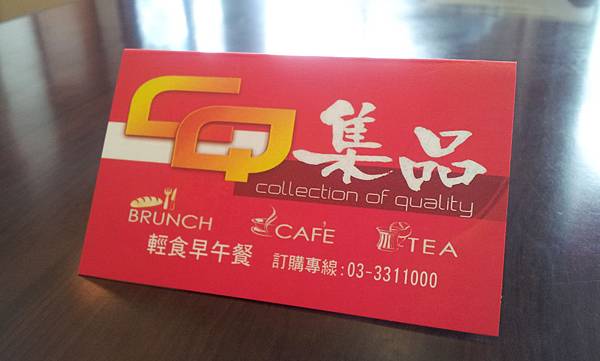 CQ 集品
collection of quality
BRUNCH CAFE TEA
輕食早午餐 訂購專線:03-3311000